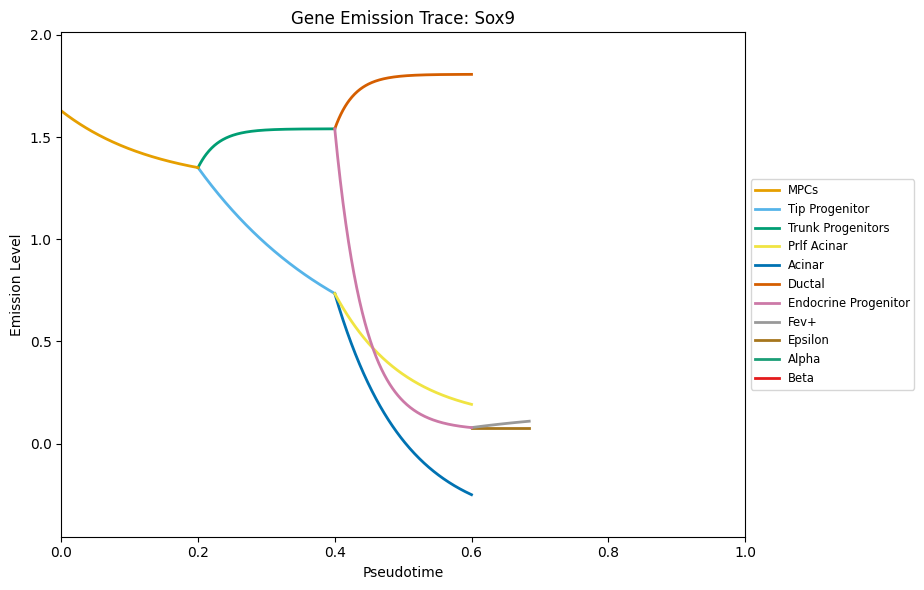 Gene Emission Trace: Sox9
Emission Level
2.0
1.5
1.0
0.5
0.0
0.0
0.2
0.4
0.6
0.8
1.0
Pseudotime
MPCs
Tip Progenitor
Trunk Progenitors
Prlf Acinar
Acinar
Ductal
Endocrine Progenitor
Fev+
Epsilon
Alpha
Beta